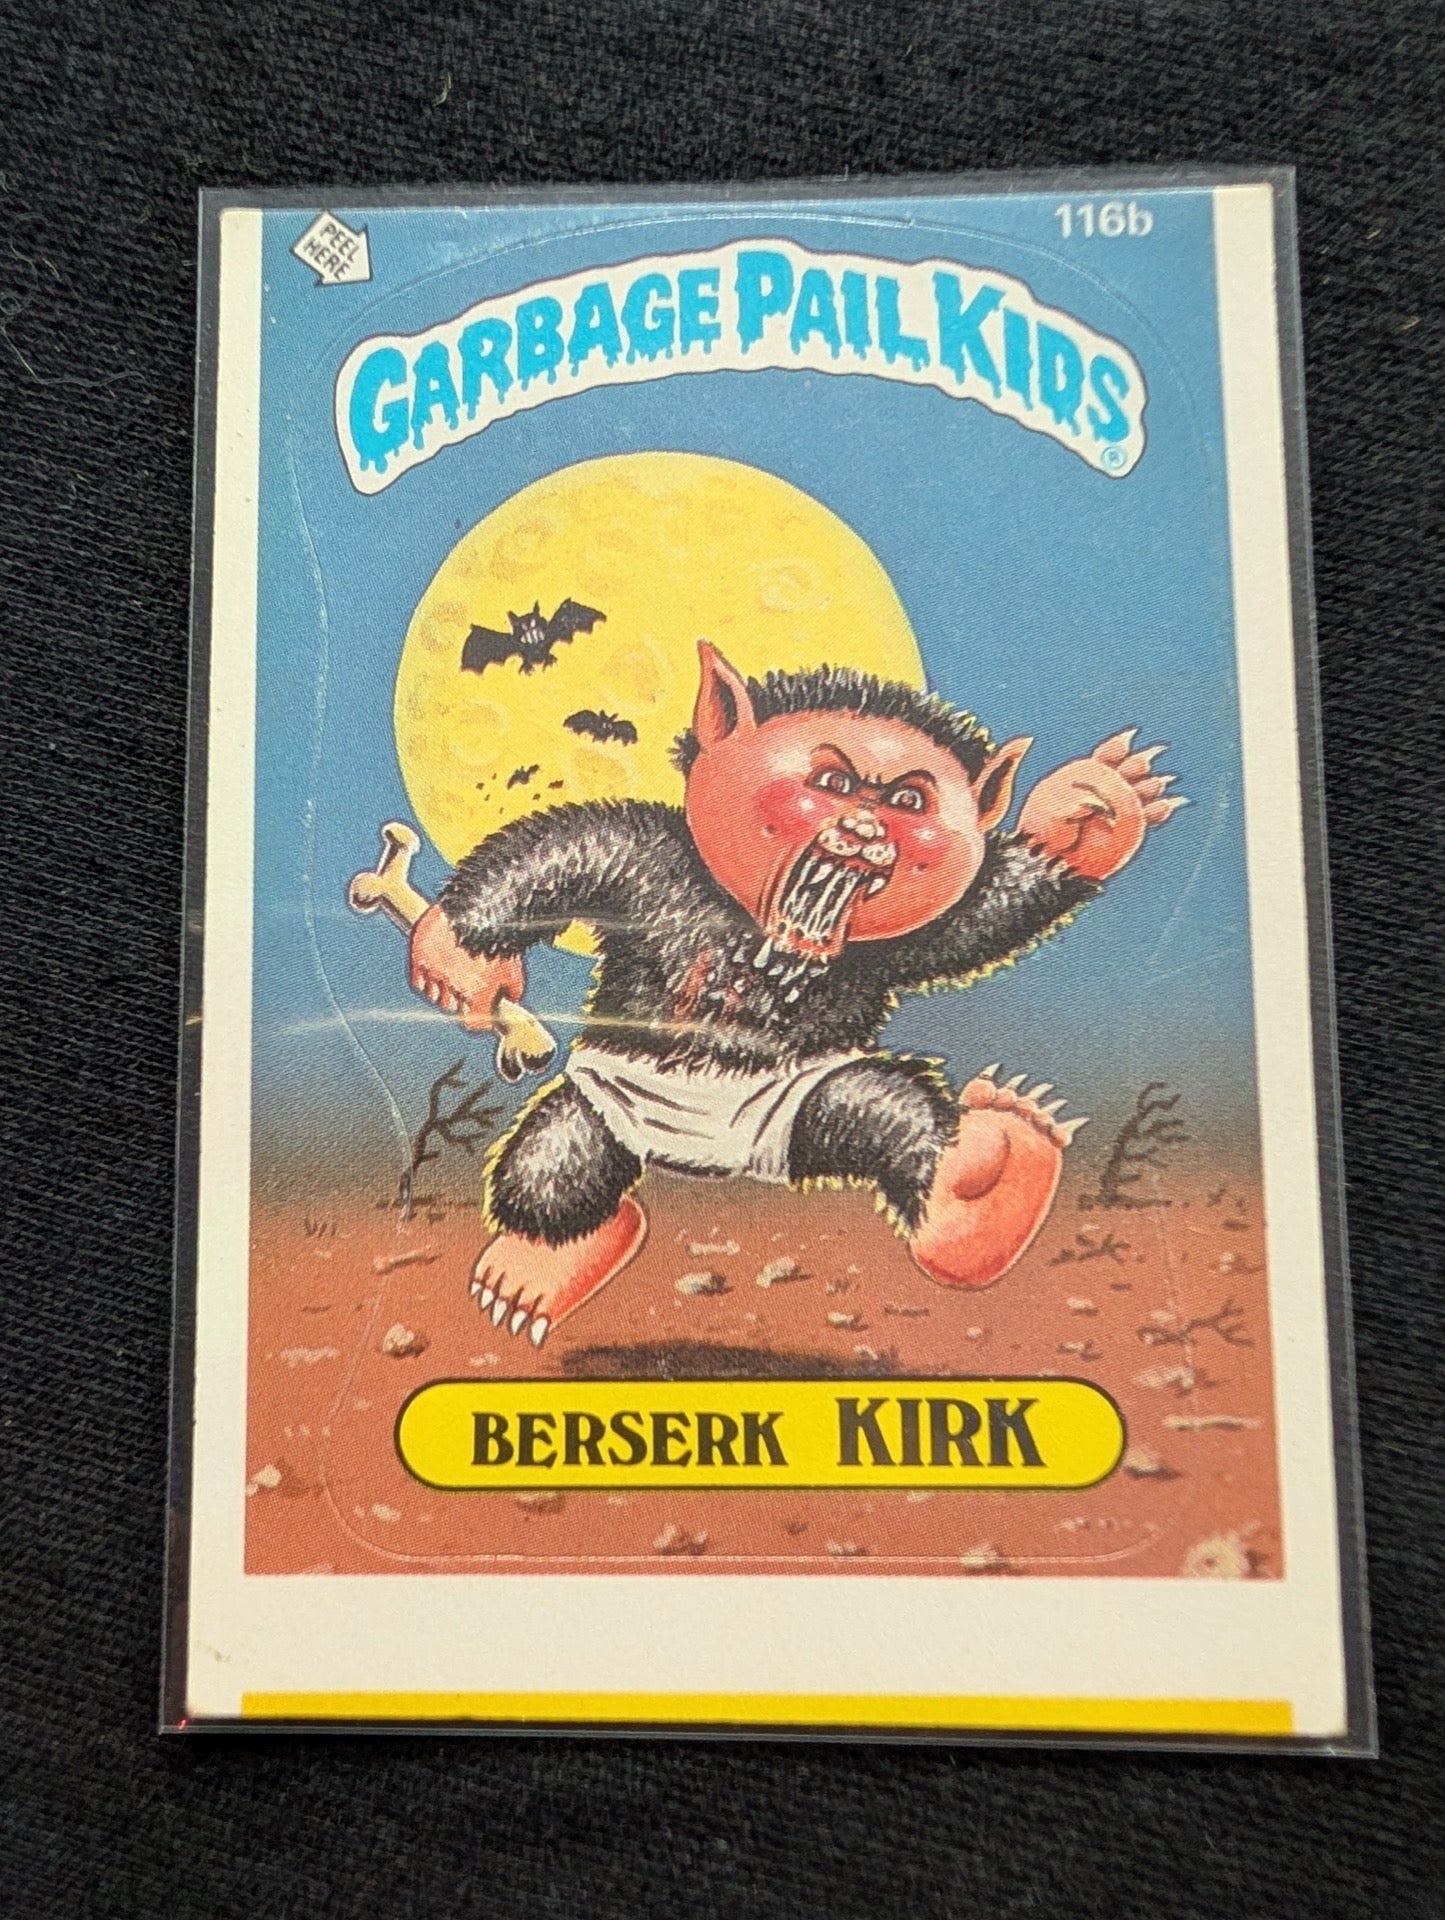 PEEL
HERE
116b
GARBAGE PAIL KIDS
®
BERSERK KIRK